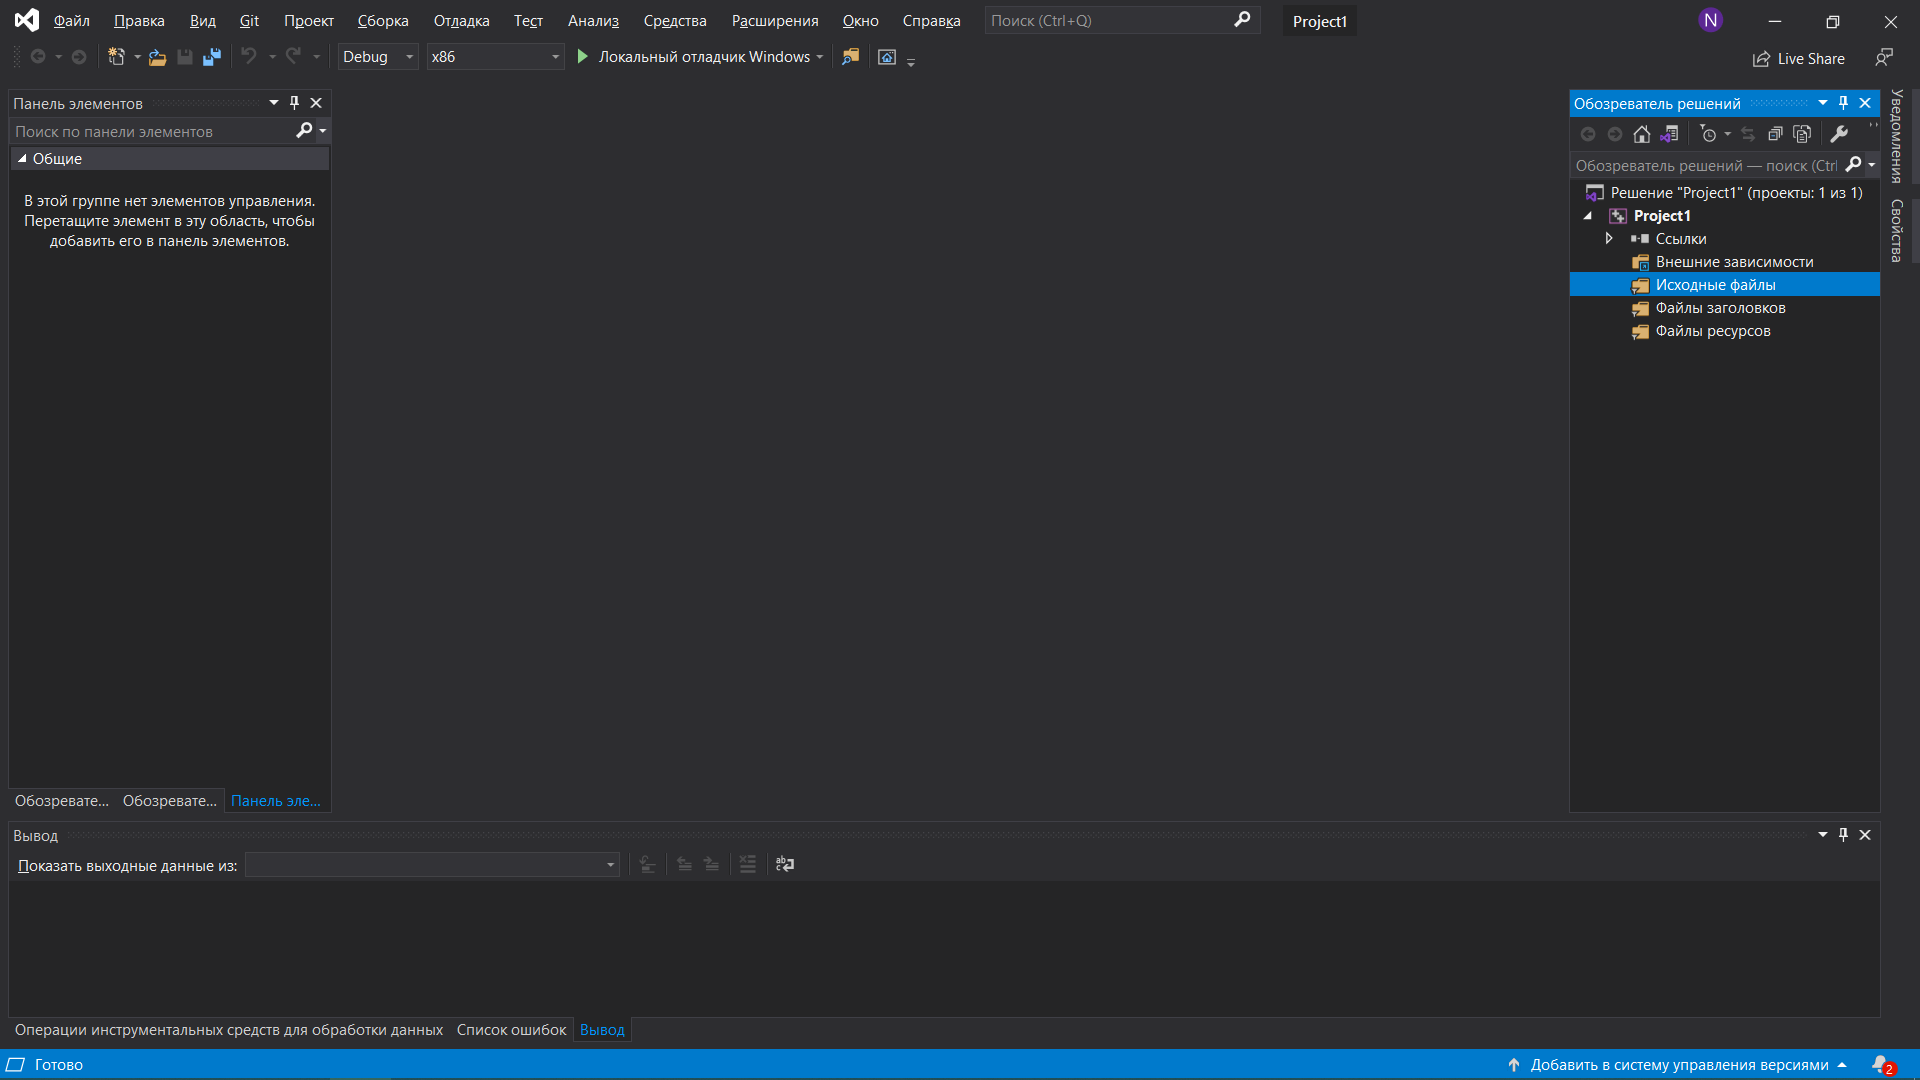 Файл Правка Вид Git Проект Сборка Отладка Тест Анализ Средства Расширения Окно Справка Поиск (Ctrl+Q) Project1 N
Debug x86 Локальный отладчик Windows Live Share
Панель элементов
Поиск по панели элементов
Общие
В этой группе нет элементов управления.
Перетащите элемент в эту область, чтобы
добавить его в панель элементов.
Обозревате... Обозревате... Панель эле...
Обозреватель решений
Обозреватель решений — поиск (Ctrl
Решение "Project1" (проекты: 1 из 1)
Project1
Ссылки
Внешние зависимости
Исходные файлы
Файлы заголовков
Файлы ресурсов
Уведомления
Свойства
Вывод
Показать выходные данные из:
Операции инструментальных средств для обработки данных Список ошибок Вывод
Готово Добавить в систему управления версиями 2